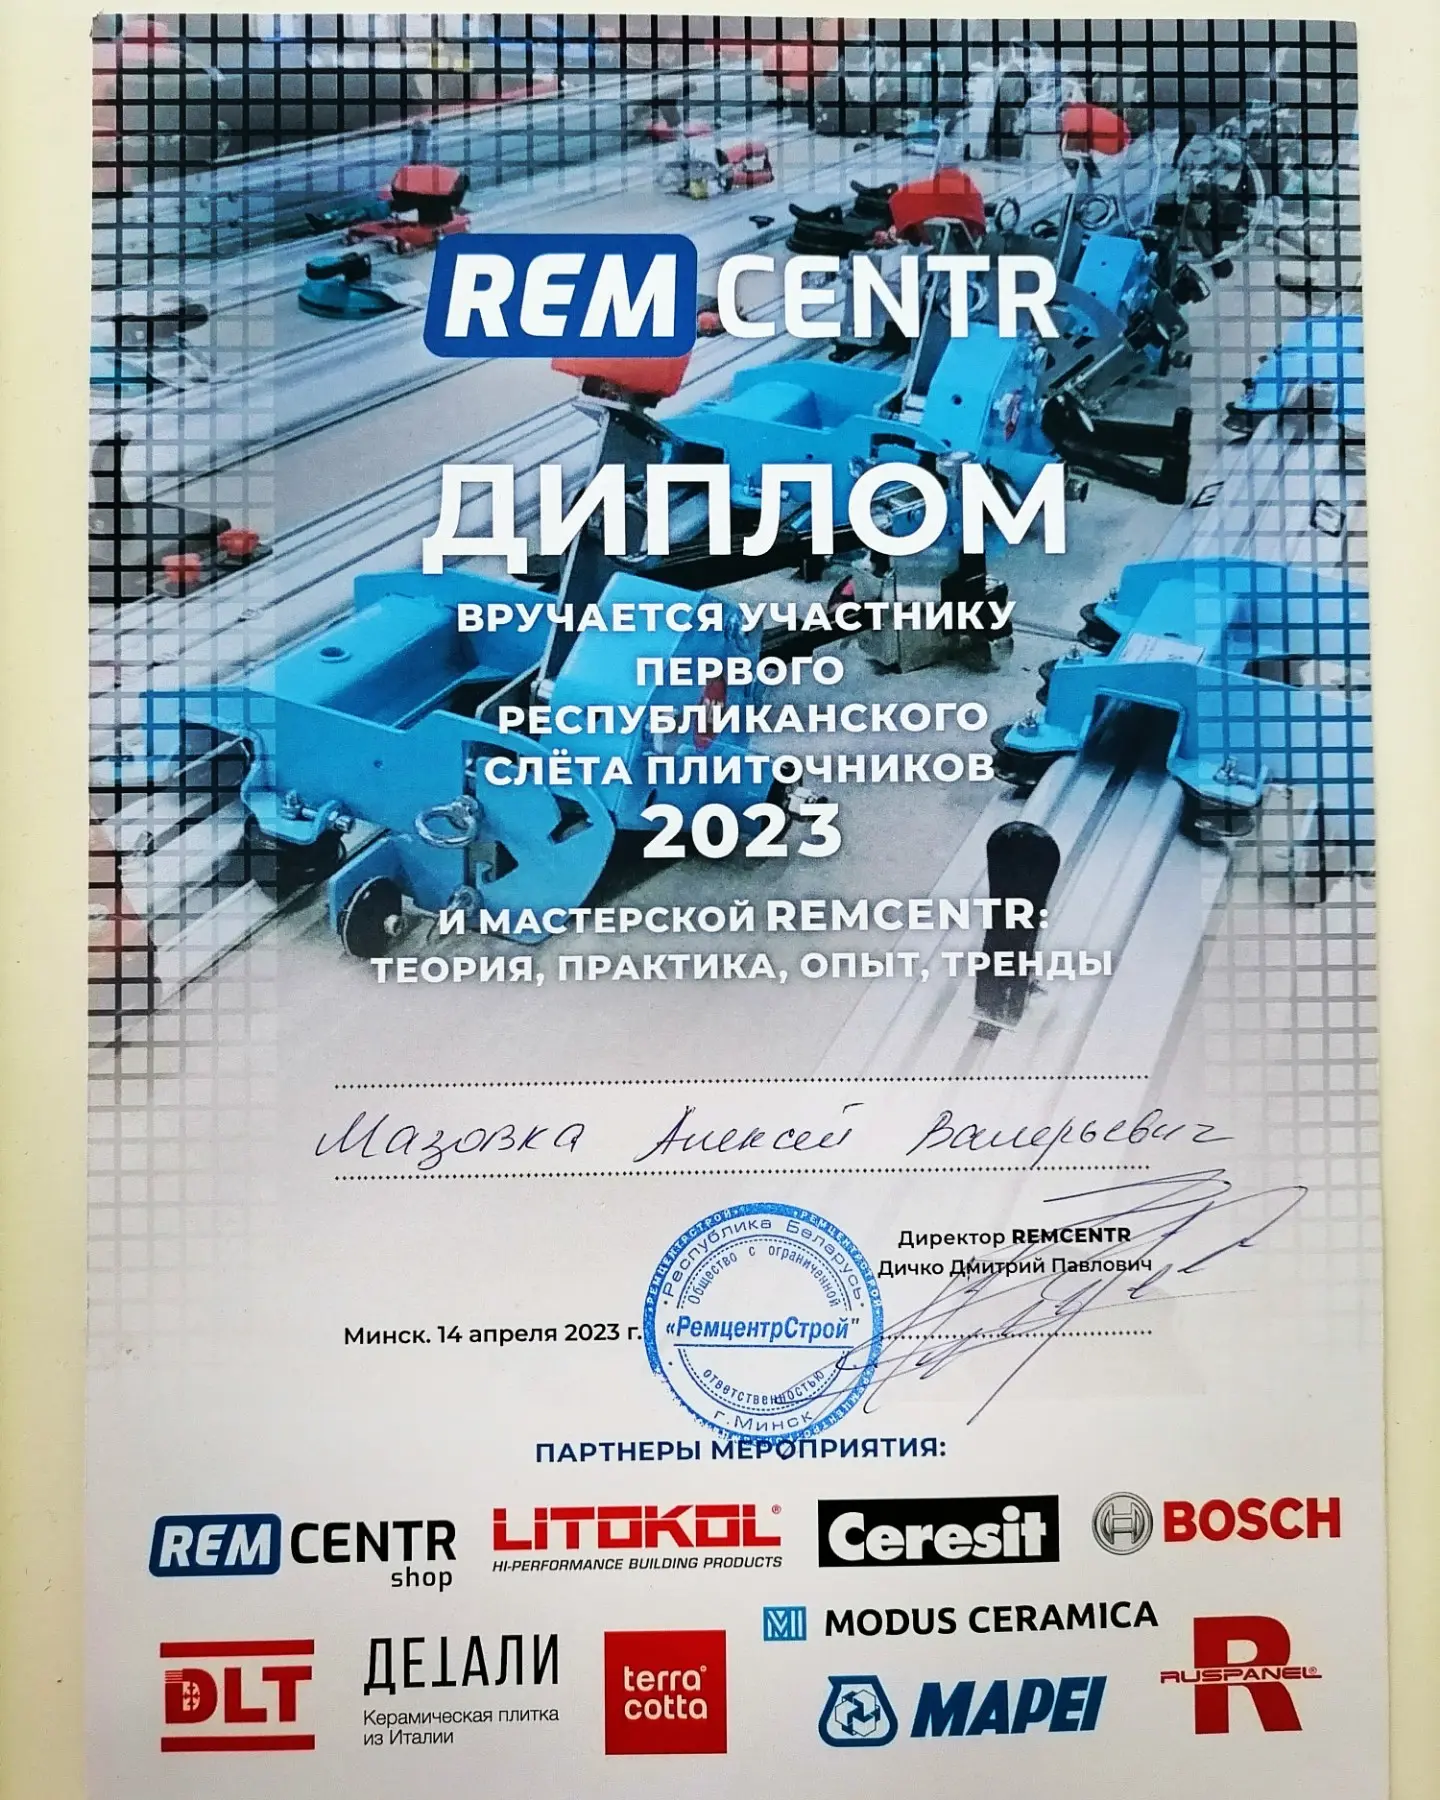 REM CENTR
ДИПЛОМ
ВРУЧАЕТСЯ УЧАСТНИКУ
ПЕРВОГО
РЕСПУБЛИКАНСКОГО
СЛЁТА ПЛИТОЧНИКОВ
2023
И МАСТЕРСКОЙ REMCENTR:
ТЕОРИЯ, ПРАКТИКА, ОПЫТ, ТРЕНДЫ
Мазовка Алексей Валерьевич
Директор REMCENTR
Дичко Дмитрий Павлович
Минск. 14 апреля 2023 г.
РЕМЦЕНТРСТРОЙ
Республика Беларусь
Общество с ограниченной
«РемцентрСтрой"
ответственностью
г.Минск
ПАРТНЕРЫ МЕРОПРИЯТИЯ:
REM CENTR
shop
LITOKOL®
HI-PERFORMANCE BUILDING PRODUCTS
Ceresit
BOSCH
MODUS CERAMICA
DLT
ДЕТАЛИ
Керамическая плитка
из Италии
terra°
cotta
MAPEI
R
RUSPANEL®